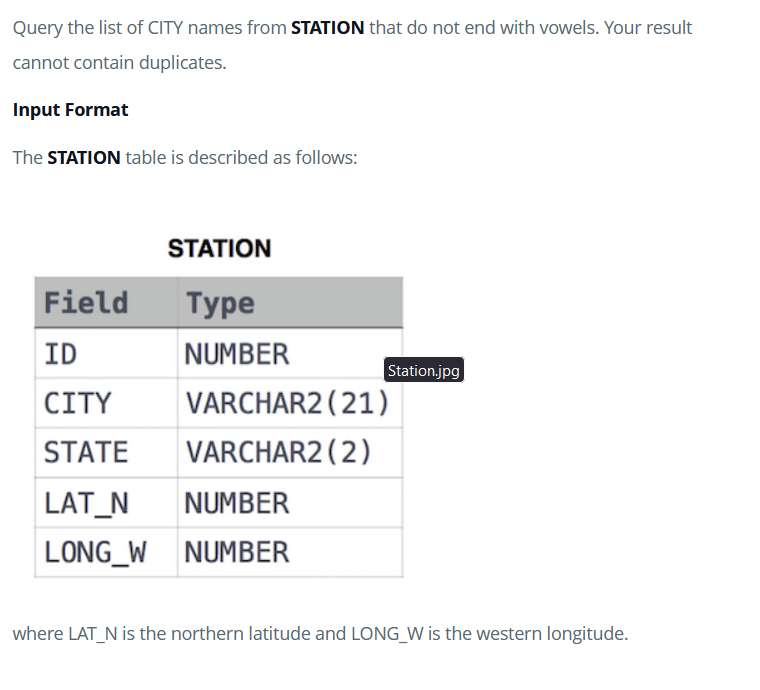 Query the list of CITY names from STATION that do not end with vowels. Your result
cannot contain duplicates.
Input Format
The STATION table is described as follows:
STATION
Field Type
ID NUMBER
Station.jpg
CITY VARCHAR2(21)
STATE VARCHAR2(2)
LAT_N NUMBER
LONG_W NUMBER
where LAT_N is the northern latitude and LONG_W is the western longitude.